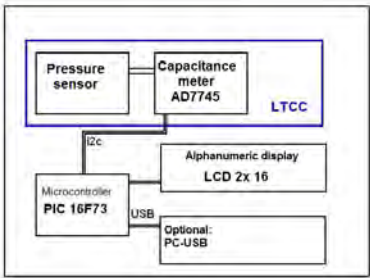 Pressure
sensor
Capacitance
meter
AD7745
LTCC
i2c
Alphanumeric display
LCD 2x 16
Microcontroller
PIC 16F73
USB
Optional:
PC-USB